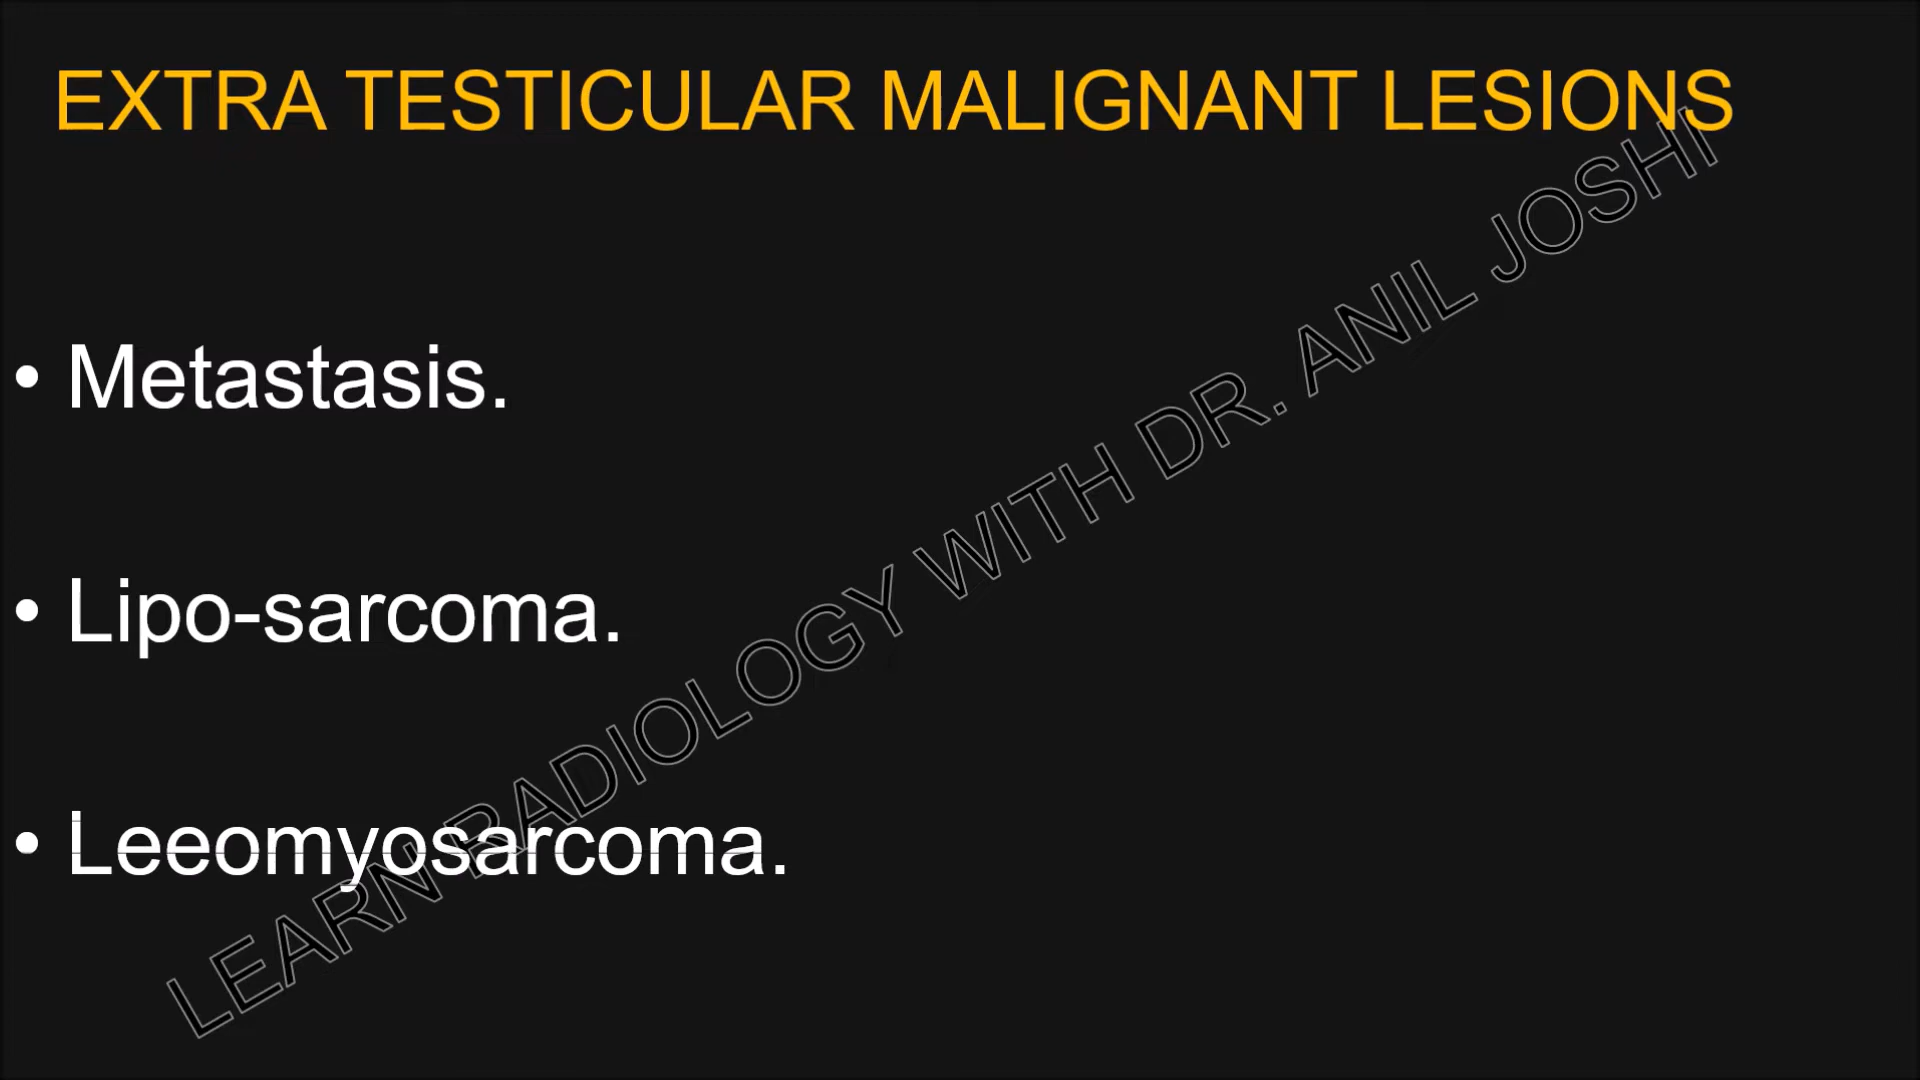 EXTRA TESTICULAR MALIGNANT LESIONS
• Metastasis.
• Lipo-sarcoma.
• Leeomyosarcoma.
LEARN RADIOLOGY WITH DR. ANIL JOSHI